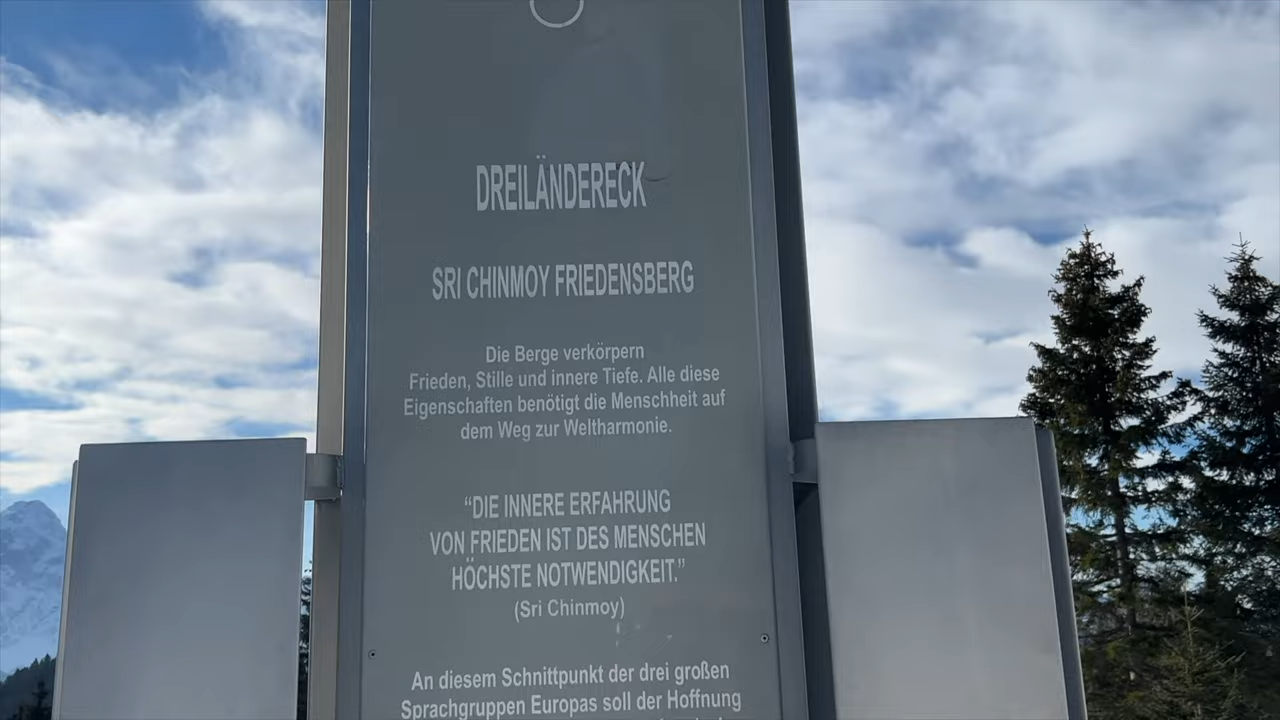 DREILÄNDERECK
SRI CHINMOY FRIEDENSBERG
Die Berge verkörpern
Frieden, Stille und innere Tiefe. Alle diese
Eigenschaften benötigt die Menschheit auf
dem Weg zur Weltharmonie.
“DIE INNERE ERFAHRUNG
VON FRIEDEN IST DES MENSCHEN
HÖCHSTE NOTWENDIGKEIT.”
(Sri Chinmoy)
An diesem Schnittpunkt der drei großen
Sprachgruppen Europas soll der Hoffnung